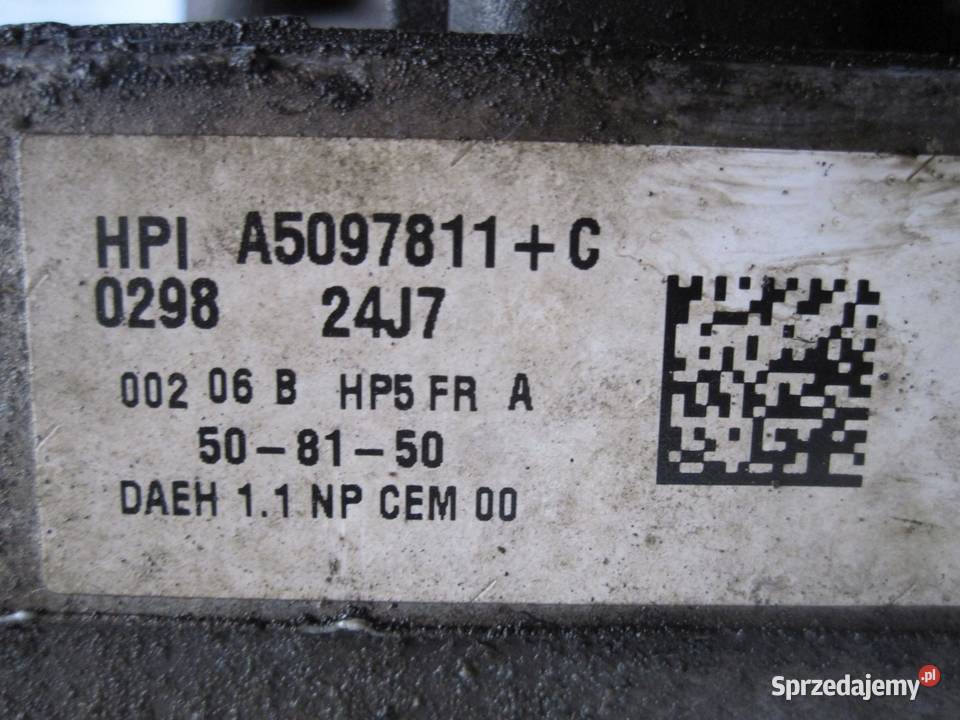 HPI A5097811+C
0298 24J7
002 06 B HP5 FR A
50-81-50
DAEH 1.1 NP CEM 00
Sprzedajemy.pl